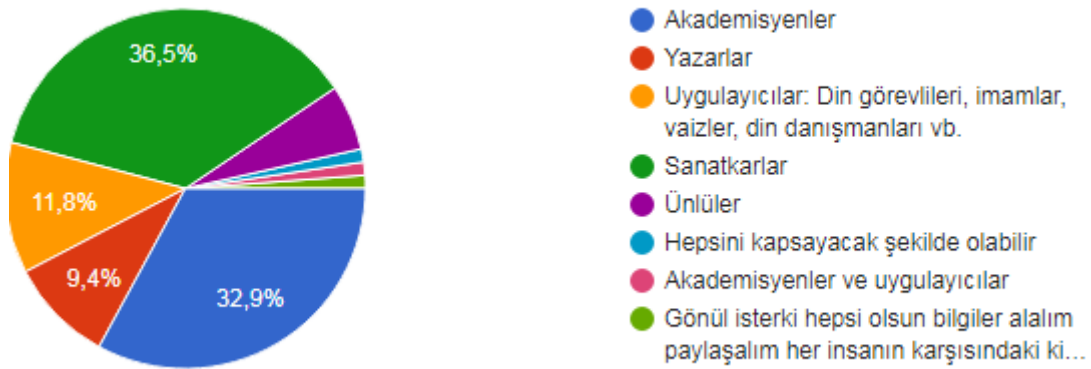 36,5%
11,8%
9,4%
32,9%
Akademisyenler
Yazarlar
Uygulayıcılar: Din görevlileri, imamlar,
vaizler, din danışmanları vb.
Sanatkarlar
Ünlüler
Hepsini kapsayacak şekilde olabilir
Akademisyenler ve uygulayıcılar
Gönül isterki hepsi olsun bilgiler alalım
paylaşalım her insanın karşısındaki ki...